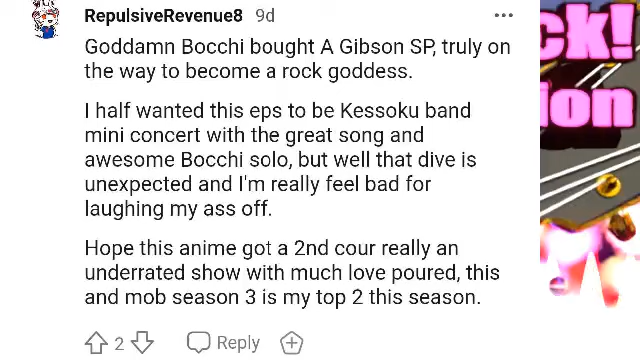 RepulsiveRevenue8 9d
Goddamn Bocchi bought A Gibson SP, truly on
the way to become a rock goddess.
I half wanted this eps to be Kessoku band
mini concert with the great song and
awesome Bocchi solo, but well that dive is
unexpected and I'm really feel bad for
laughing my ass off.
Hope this anime got a 2nd cour really an
underrated show with much love poured, this
and mob season 3 is my top 2 this season.
2 Reply
ck!
ion